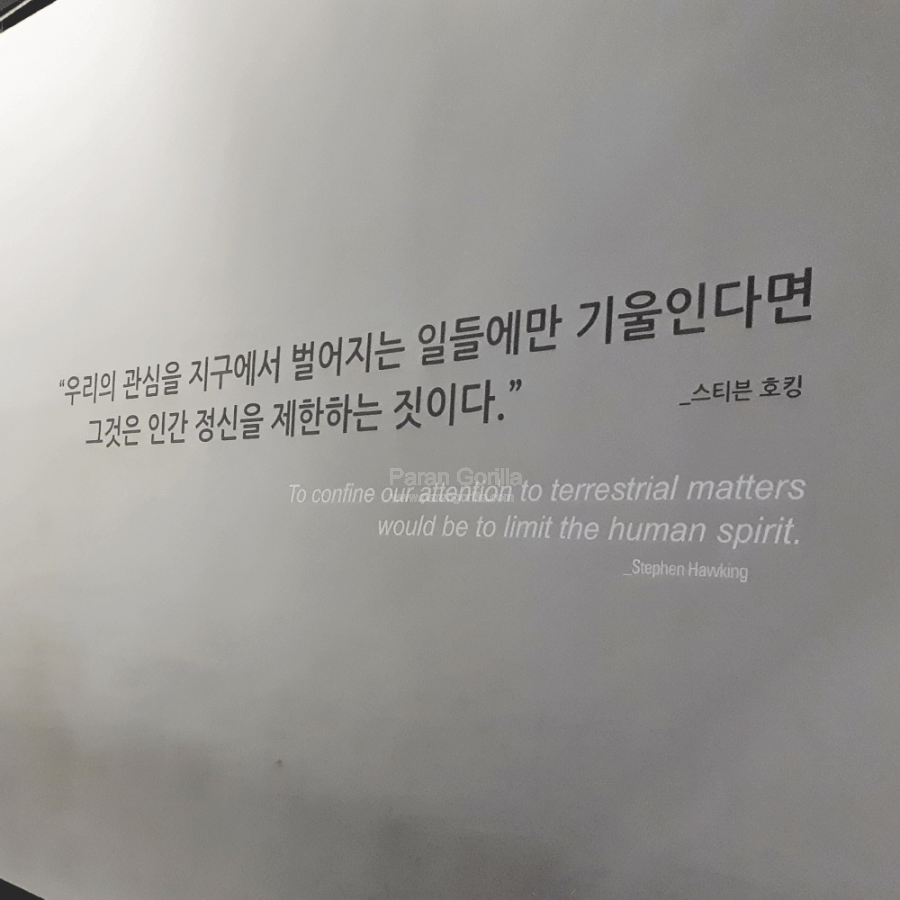 “우리의 관심을 지구에서 벌어지는 일들에만 기울인다면
그것은 인간 정신을 제한하는 짓이다.”
_스티븐 호킹
To confine our attention to terrestrial matters
would be to limit the human spirit.
_Stephen Hawking
Paran Gorilla